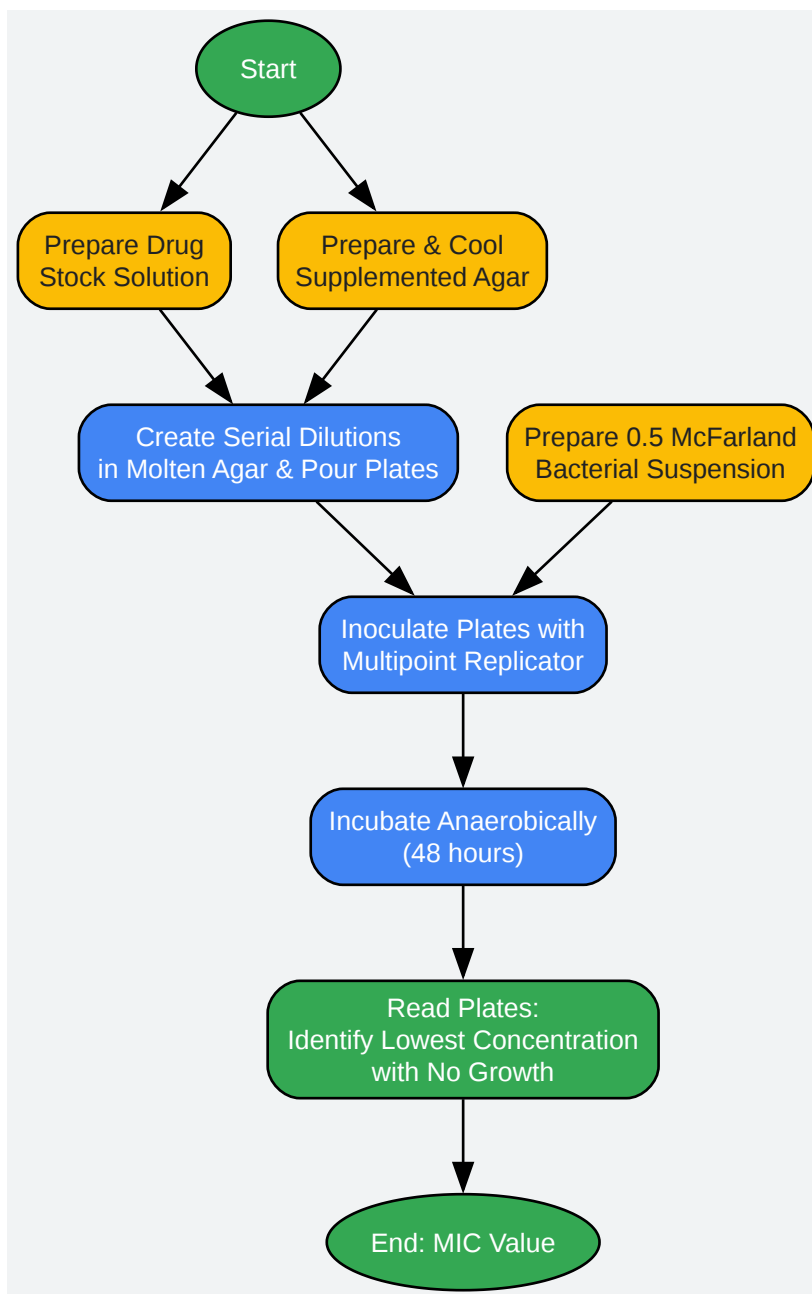 Start
Prepare Drug
Stock Solution
Prepare & Cool
Supplemented Agar
Create Serial Dilutions
in Molten Agar & Pour Plates
Prepare 0.5 McFarland
Bacterial Suspension
Inoculate Plates with
Multipoint Replicator
Incubate Anaerobically
(48 hours)
Read Plates:
Identify Lowest Concentration
with No Growth
End: MIC Value